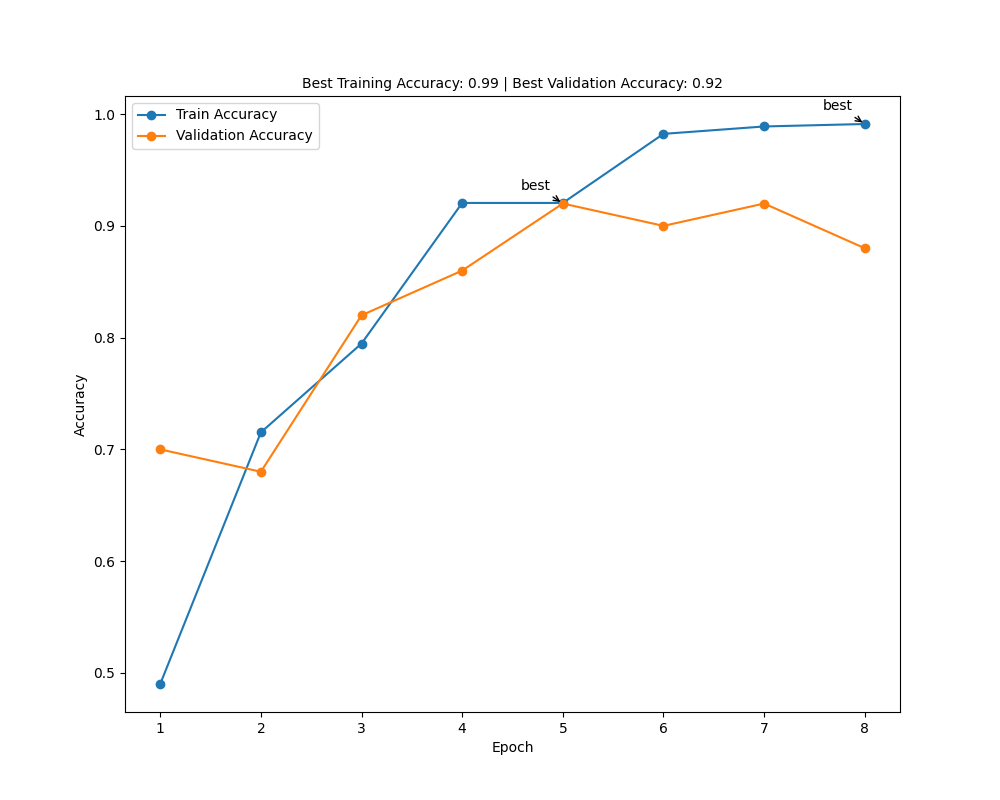 Best Training Accuracy: 0.99 | Best Validation Accuracy: 0.92
Train Accuracy
Validation Accuracy
best
best
1.0
0.9
0.8
0.7
0.6
0.5
Accuracy
1 2 3 4 5 6 7 8
Epoch